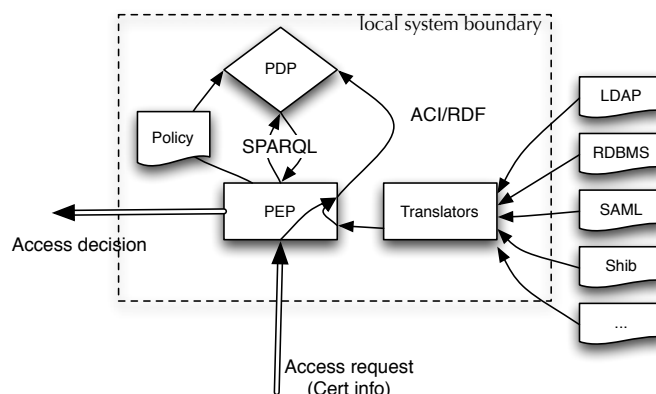 local system boundary
PDP
ACI/RDF
LDAP
Policy
SPARQL
RDBMS
PEP
Translators
SAML
Access decision
Shib
...
Access request
(Cert info)